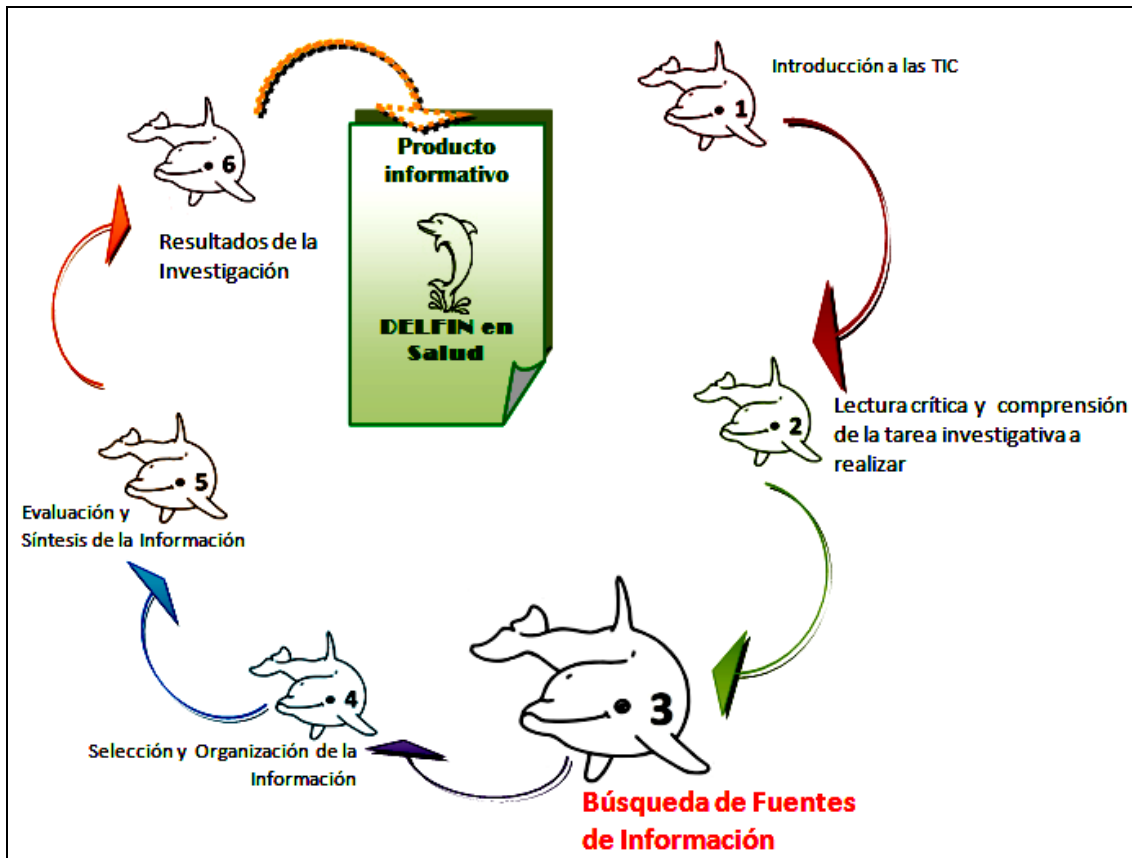 1
Introducción a las TIC
2
Lectura crítica y comprensión
de la tarea investigativa a
realizar
3
Búsqueda de Fuentes
de Información
4
Selección y Organización de la
Información
5
Evaluación y
Síntesis de la Información
6
Resultados de la
Investigación
Producto
informativo
DELFIN en
Salud